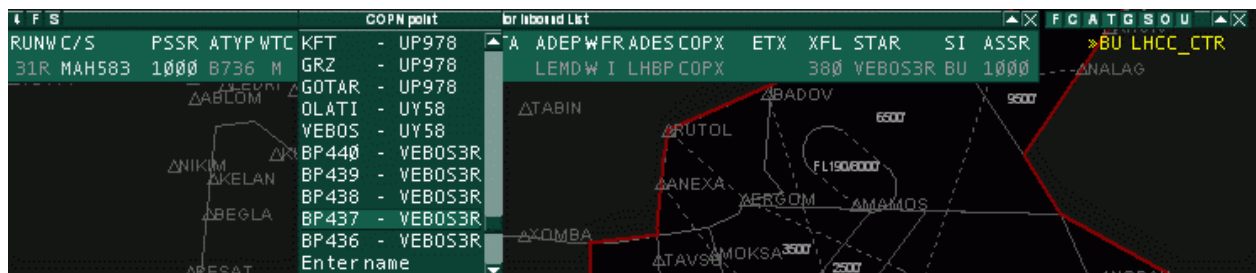 F S
COPN point
or Inbound List
F C A T G S O U
RUNW C/S PSSR ATYP WTC
TA ADEP W FR ADES COPX ETX XFL STAR SI ASSR
»BU LHCC_CTR
31R MAH583 1000 B736 M
LEMD W I LHBP COPX 380 VEBOS3R BU 1000
KFT - UP978
GRZ - UP978
GOTAR - UP978
OLATI - UY58
VEBOS - UY58
BP440 - VEBOS3R
BP439 - VEBOS3R
BP438 - VEBOS3R
BP437 - VEBOS3R
BP436 - VEBOS3R
Enter name
NALAG
ABLOM
TABIN
BADOV
9500'
6500'
RUTOL
NIKIM
KELAN
FL190/6000'
ANEXA
ERGOM
AMAMOS
BEGLA
XOMBA
MOKSA
3500'
2500'